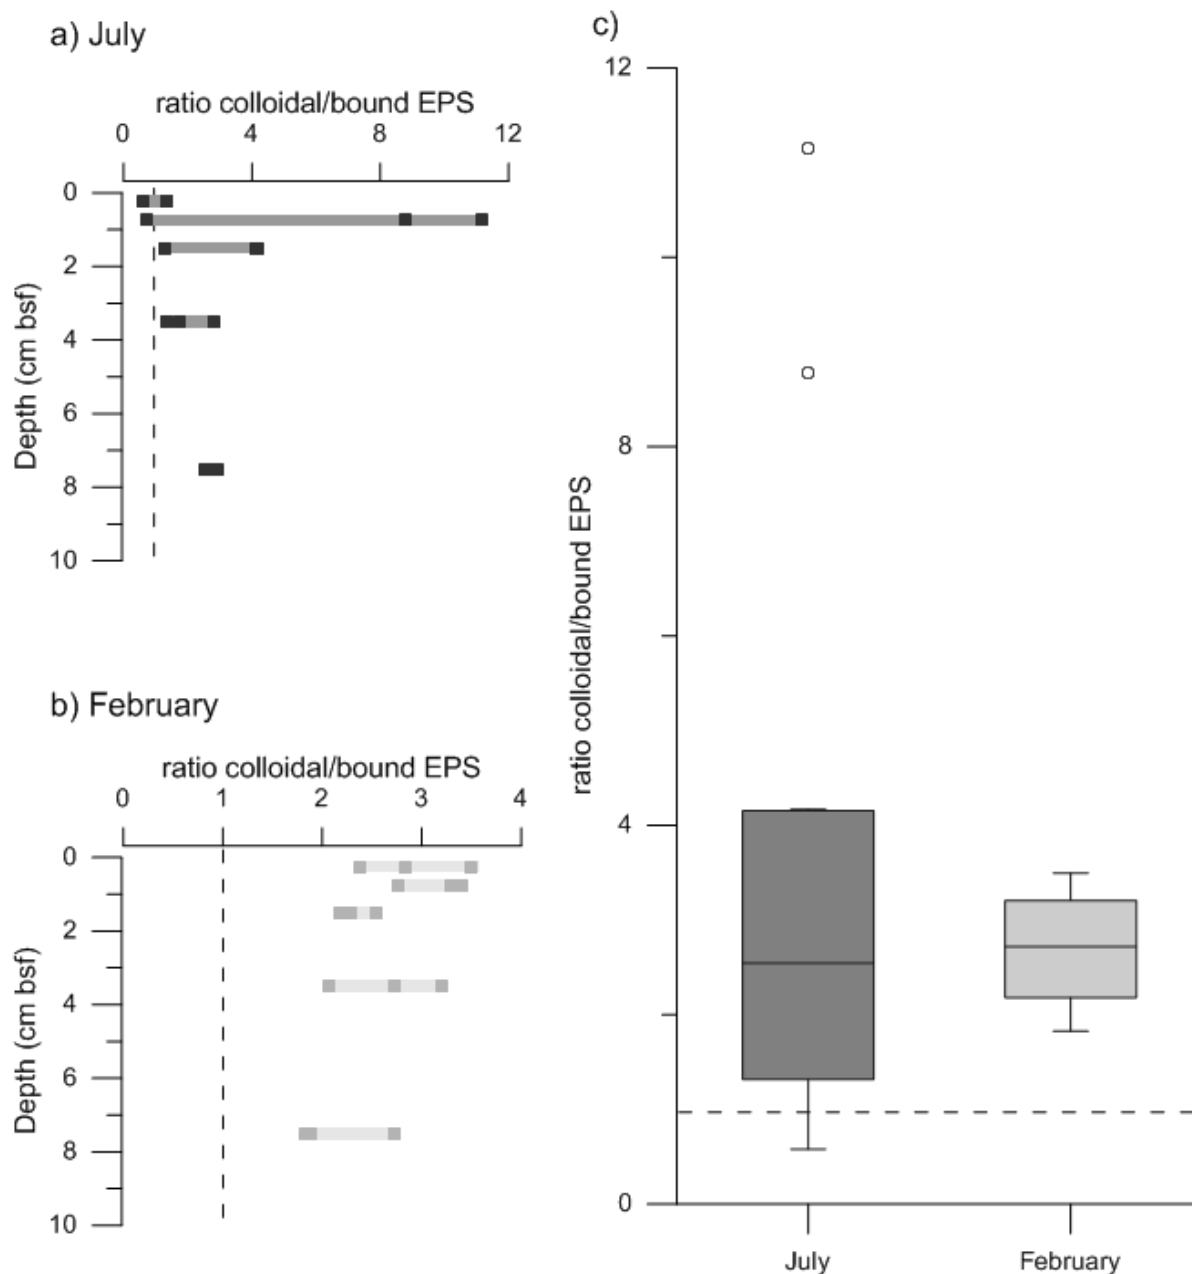 a) July
ratio colloidal/bound EPS
0 4 8 12
0
2
4
6
8
10
Depth (cm bsf)
b) February
ratio colloidal/bound EPS
0 1 2 3 4
0
2
4
6
8
10
Depth (cm bsf)
c)
12
8
4
0
ratio colloidal/bound EPS
July February